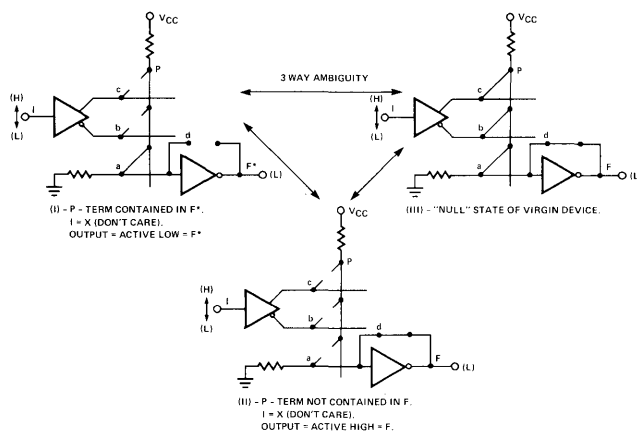 VCC
P
c
(H)
I
(L)
b
a
d
F*
(L)
(I) - P - TERM CONTAINED IN F*.
I = X (DON'T CARE).
OUTPUT = ACTIVE LOW = F*
3 WAY AMBIGUITY
VCC
P
c
(H)
I
(L)
b
a
d
F
(L)
(III) - "NULL" STATE OF VIRGIN DEVICE.
VCC
P
c
(H)
I
(L)
b
a
d
F
(L)
(II) - P - TERM NOT CONTAINED IN F.
I = X (DON'T CARE).
OUTPUT = ACTIVE HIGH = F.